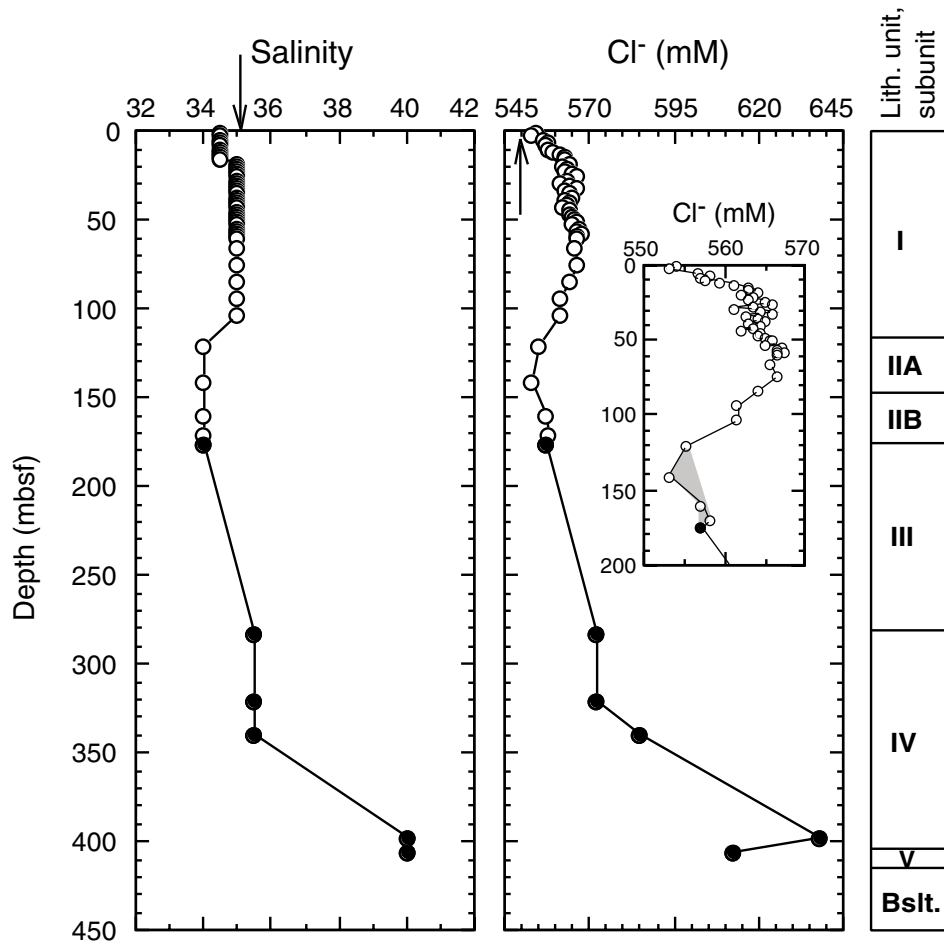 Salinity
Cl- (mM)
Lith. unit,
subunit
32 34 36 38 40 42
545 570 595 620 645
0
50
100
150
200
250
300
350
400
450
Depth (mbsf)
Cl- (mM)
550 560 570
0
50
100
150
200
I
IIA
IIB
III
IV
V
Bslt.